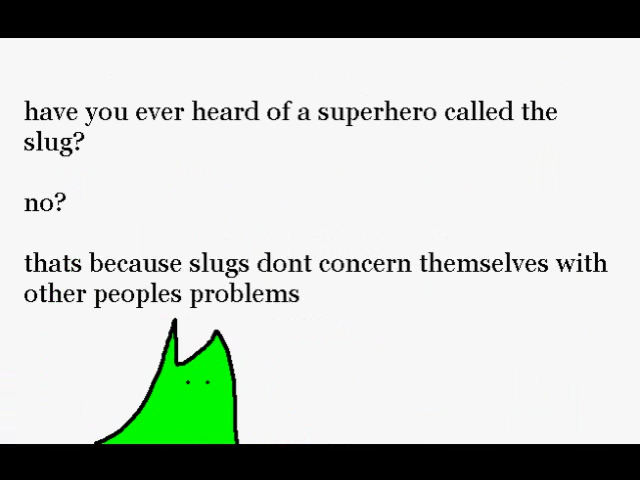 have you ever heard of a superhero called the
slug?
no?
thats because slugs dont concern themselves with
other peoples problems